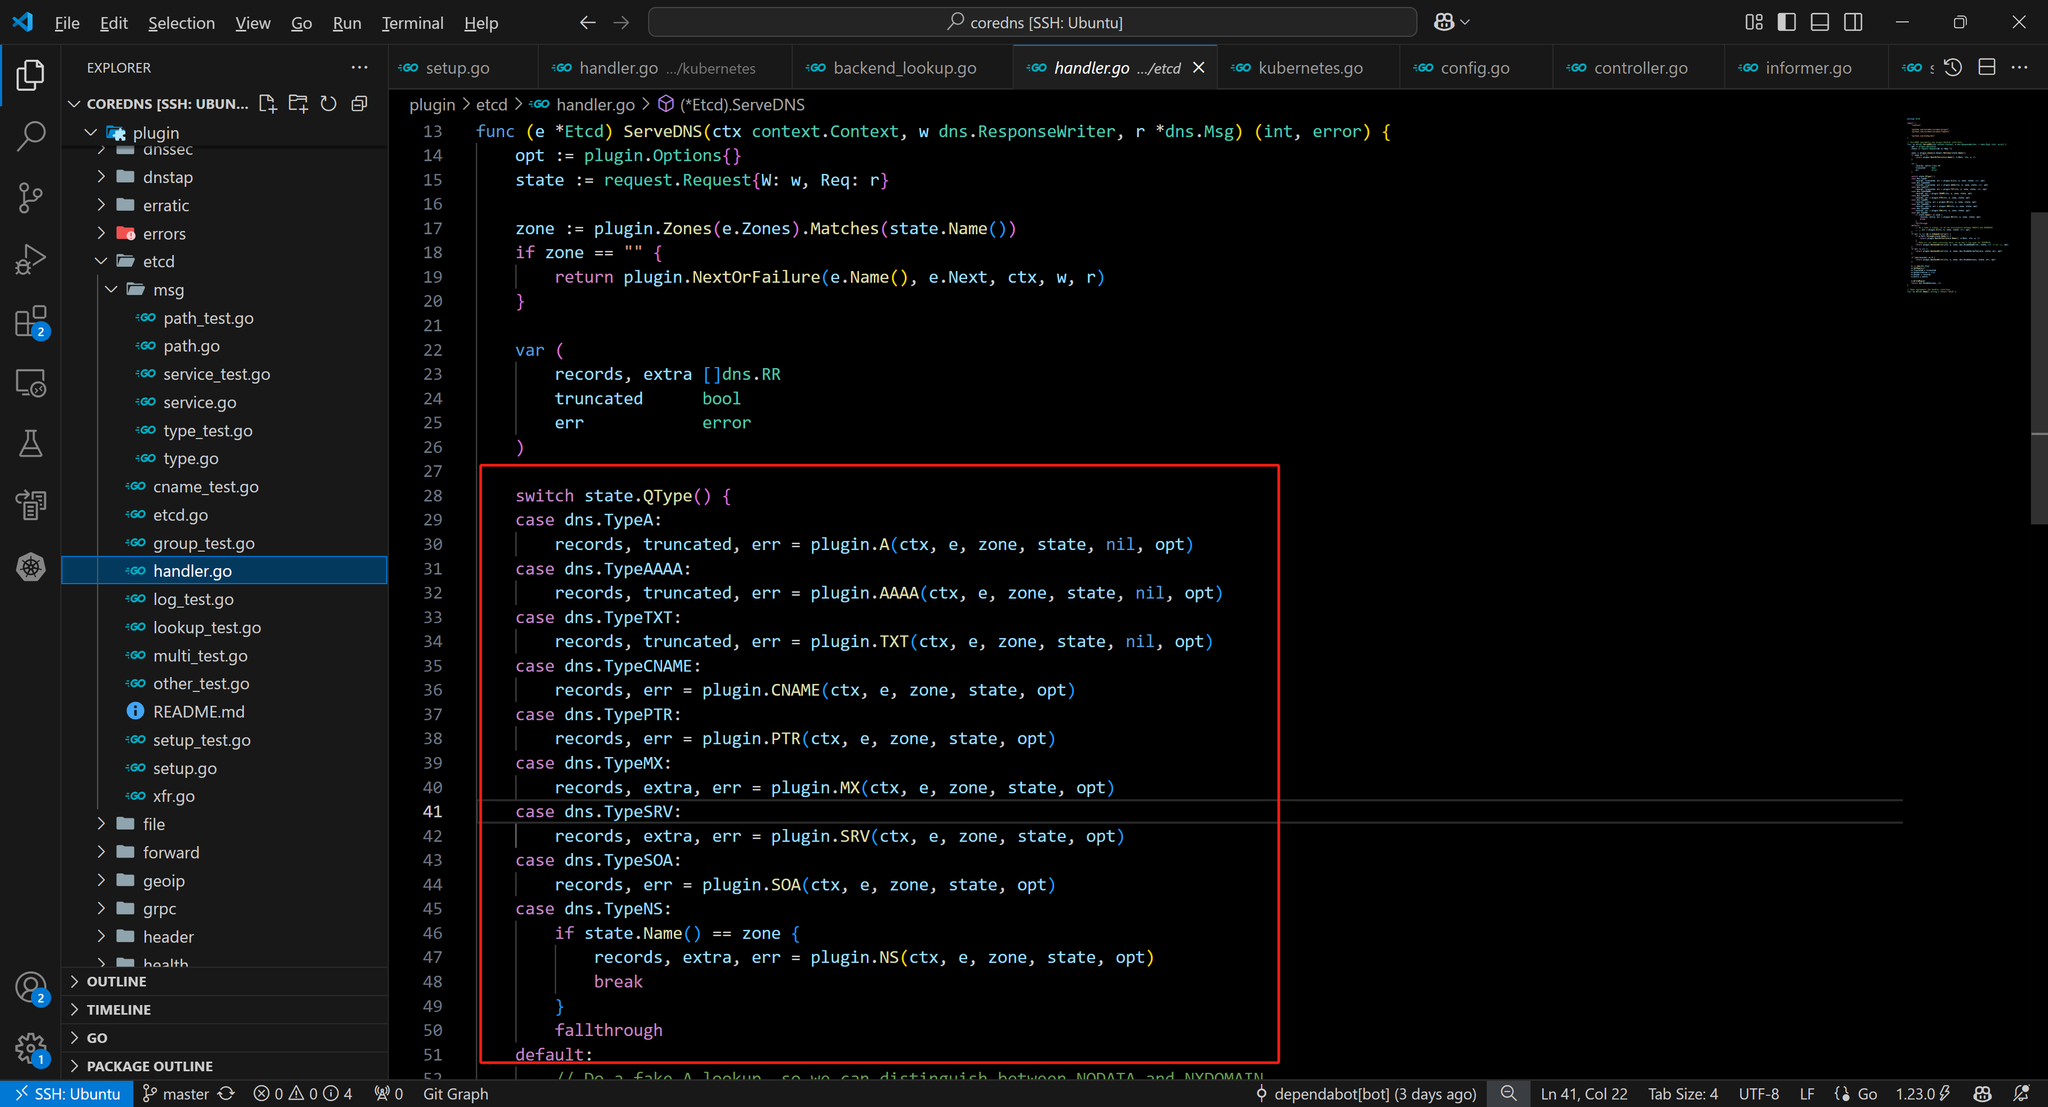 File Edit Selection View Go Run Terminal Help
coredns [SSH: Ubuntu]
EXPLORER
setup.go
handler.go .../kubernetes
backend_lookup.go
handler.go .../etcd
kubernetes.go
config.go
controller.go
informer.go
COREDNS [SSH: UBUN...
plugin > etcd > handler.go > (*Etcd).ServeDNS
plugin
dnssec
dnstap
erratic
errors
etcd
msg
path_test.go
path.go
service_test.go
service.go
type_test.go
type.go
cname_test.go
etcd.go
group_test.go
handler.go
log_test.go
lookup_test.go
multi_test.go
other_test.go
README.md
setup_test.go
setup.go
xfr.go
file
forward
geoip
grpc
header
health
OUTLINE
TIMELINE
GO
PACKAGE OUTLINE
2
2
1
13 func (e *Etcd) ServeDNS(ctx context.Context, w dns.ResponseWriter, r *dns.Msg) (int, error) {
14 opt := plugin.Options{}
15 state := request.Request{W: w, Req: r}
16
17 zone := plugin.Zones(e.Zones).Matches(state.Name())
18 if zone == "" {
19 return plugin.NextOrFailure(e.Name(), e.Next, ctx, w, r)
20 }
21
22 var (
23 records, extra []dns.RR
24 truncated bool
25 err error
26 )
27
28 switch state.QType() {
29 case dns.TypeA:
30 records, truncated, err = plugin.A(ctx, e, zone, state, nil, opt)
31 case dns.TypeAAAA:
32 records, truncated, err = plugin.AAAA(ctx, e, zone, state, nil, opt)
33 case dns.TypeTXT:
34 records, truncated, err = plugin.TXT(ctx, e, zone, state, nil, opt)
35 case dns.TypeCNAME:
36 records, err = plugin.CNAME(ctx, e, zone, state, opt)
37 case dns.TypePTR:
38 records, err = plugin.PTR(ctx, e, zone, state, opt)
39 case dns.TypeMX:
40 records, extra, err = plugin.MX(ctx, e, zone, state, opt)
41 case dns.TypeSRV:
42 records, extra, err = plugin.SRV(ctx, e, zone, state, opt)
43 case dns.TypeSOA:
44 records, err = plugin.SOA(ctx, e, zone, state, opt)
45 case dns.TypeNS:
46 if state.Name() == zone {
47 records, extra, err = plugin.NS(ctx, e, zone, state, opt)
48 break
49 }
50 fallthrough
51 default:
52 // Do a fake A lookup, so we can distinguish between NODATA and NXDOMAIN
SSH: Ubuntu master 0 0 4 0 Git Graph dependabot[bot] (3 days ago) Ln 41, Col 22 Tab Size: 4 UTF-8 LF Go 1.23.0